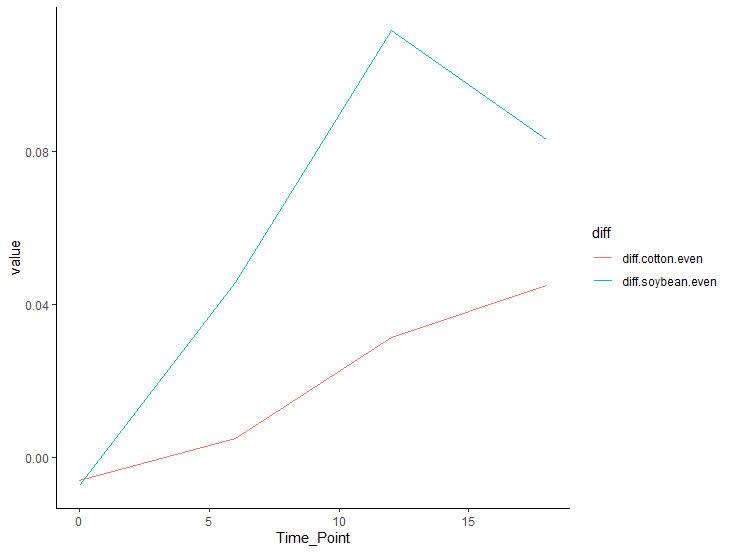 value
0.08
0.04
0.00
0 5 10 15
Time_Point
diff
diff.cotton.even
diff.soybean.even